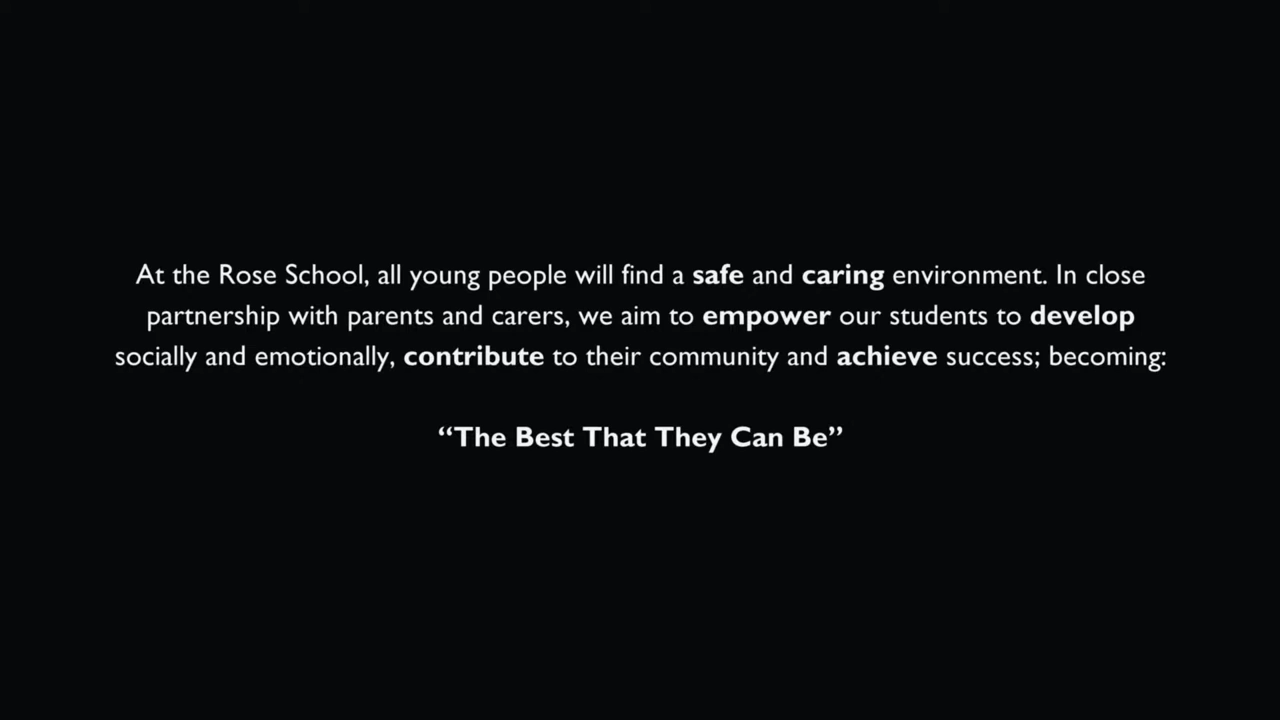 At the Rose School, all young people will find a safe and caring environment. In close
partnership with parents and carers, we aim to empower our students to develop
socially and emotionally, contribute to their community and achieve success; becoming:
“The Best That They Can Be”